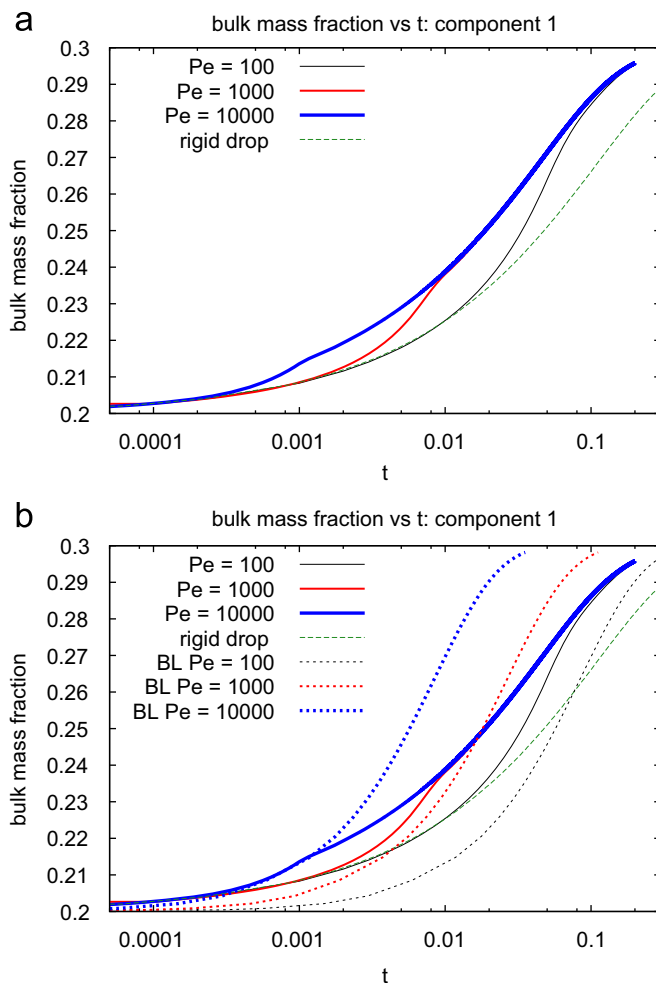 a
bulk mass fraction vs t: component 1
0.3
0.29
0.28
0.27
0.26
0.25
0.24
0.23
0.22
0.21
0.2
bulk mass fraction
Pe = 100
Pe = 1000
Pe = 10000
rigid drop
0.0001
0.001
0.01
0.1
t
b
bulk mass fraction vs t: component 1
0.3
0.29
0.28
0.27
0.26
0.25
0.24
0.23
0.22
0.21
0.2
bulk mass fraction
Pe = 100
Pe = 1000
Pe = 10000
rigid drop
BL Pe = 100
BL Pe = 1000
BL Pe = 10000
0.0001
0.001
0.01
0.1
t